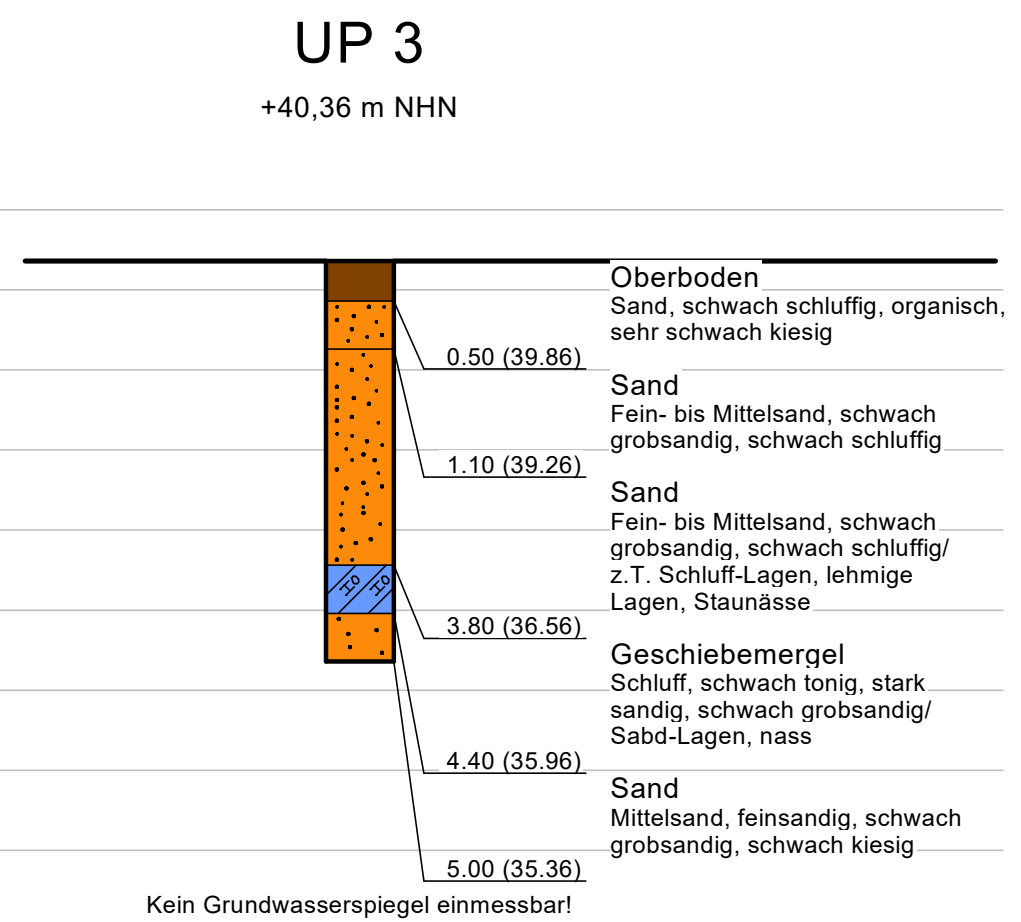 UP 3
+40,36 m NHN
Oberboden
Sand, schwach schluffig, organisch,
sehr schwach kiesig
0.50 (39.86)
Sand
Fein- bis Mittelsand, schwach
grobsandig, schwach schluffig
1.10 (39.26)
Sand
Fein- bis Mittelsand, schwach
grobsandig, schwach schluffig/
z.T. Schluff-Lagen, lehmige
Lagen, Staunässe
3.80 (36.56)
Geschiebemergel
Schluff, schwach tonig, stark
sandig, schwach grobsandig/
Sabd-Lagen, nass
4.40 (35.96)
Sand
Mittelsand, feinsandig, schwach
grobsandig, schwach kiesig
5.00 (35.36)
Kein Grundwasserspiegel einmessbar!